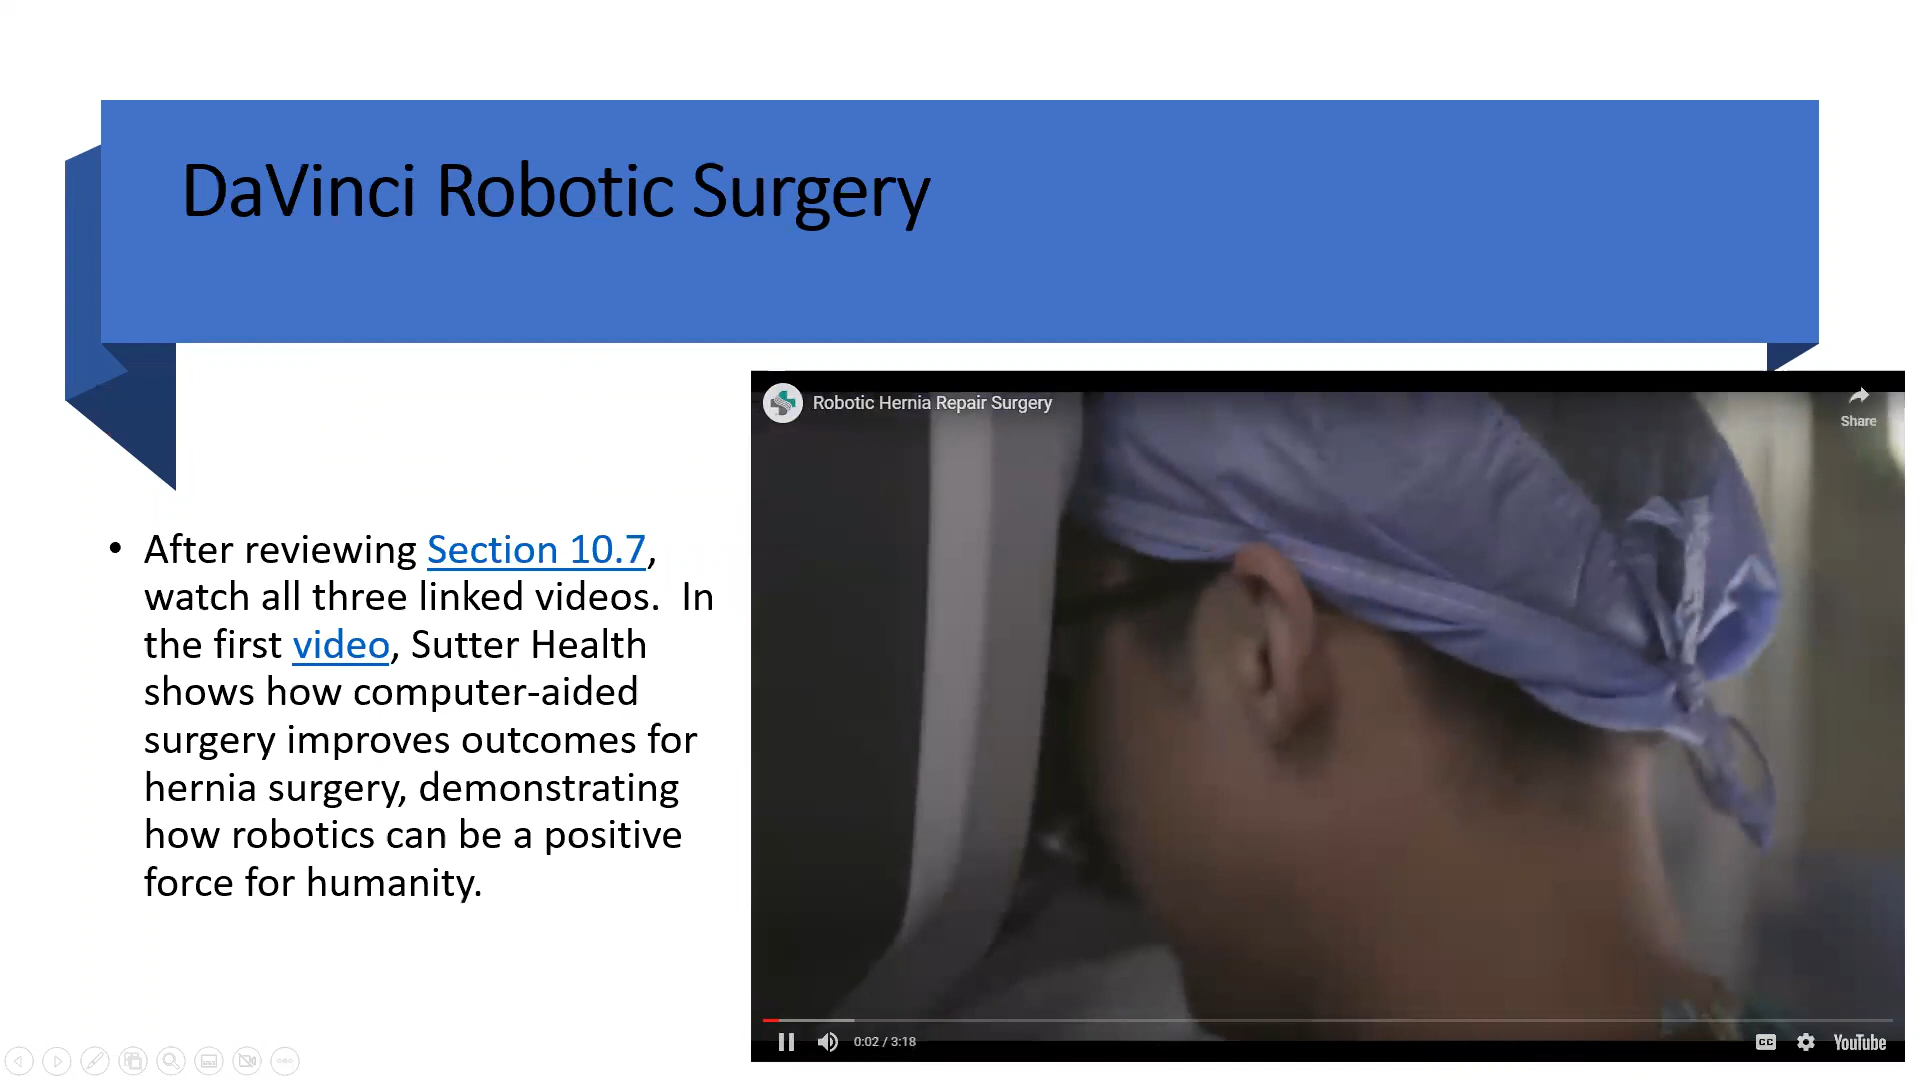 DaVinci Robotic Surgery
• After reviewing Section 10.7,
watch all three linked videos.  In
the first video, Sutter Health
shows how computer-aided
surgery improves outcomes for
hernia surgery, demonstrating
how robotics can be a positive
force for humanity.
Robotic Hernia Repair Surgery
Share
0:02 / 3:18
CC
YouTube